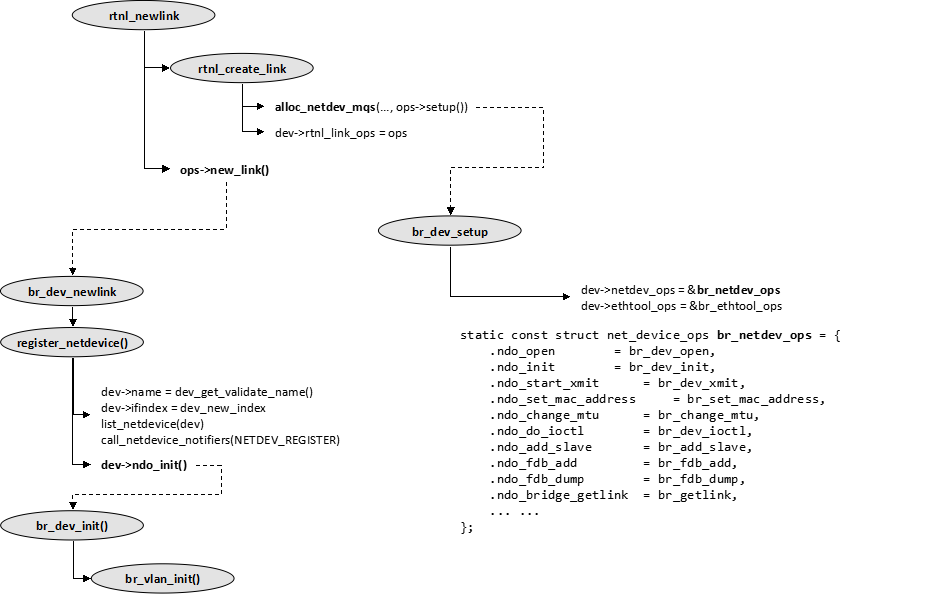 rtnl_newlink
rtnl_create_link
alloc_netdev_mqs(..., ops->setup())
dev->rtnl_link_ops = ops
ops->new_link()
br_dev_setup
br_dev_newlink
dev->netdev_ops = &br_netdev_ops
dev->ethtool_ops = &br_ethtool_ops
register_netdevice()
dev->name = dev_get_validate_name()
dev->ifindex = dev_new_index
list_netdevice(dev)
call_netdevice_notifiers(NETDEV_REGISTER)
dev->ndo_init()
br_dev_init()
br_vlan_init()
static const struct net_device_ops br_netdev_ops = {
    .ndo_open        = br_dev_open,
    .ndo_init        = br_dev_init,
    .ndo_start_xmit      = br_dev_xmit,
    .ndo_set_mac_address     = br_set_mac_address,
    .ndo_change_mtu      = br_change_mtu,
    .ndo_do_ioctl        = br_dev_ioctl,
    .ndo_add_slave       = br_add_slave,
    .ndo_fdb_add         = br_fdb_add,
    .ndo_fdb_dump        = br_fdb_dump,
    .ndo_bridge_getlink  = br_getlink,
    ... ...
};